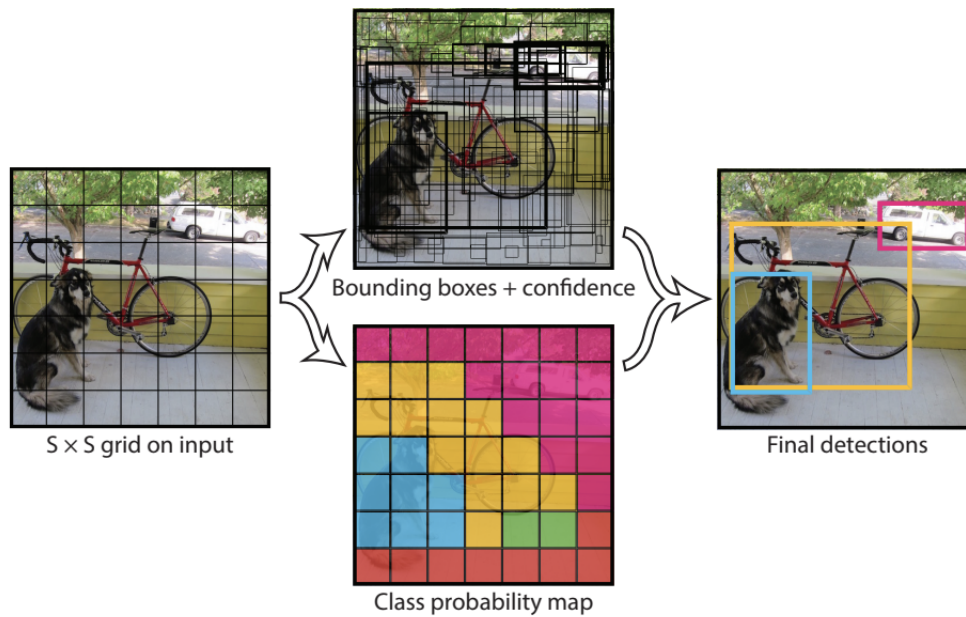 Bounding boxes + confidence
S × S grid on input
Final detections
Class probability map